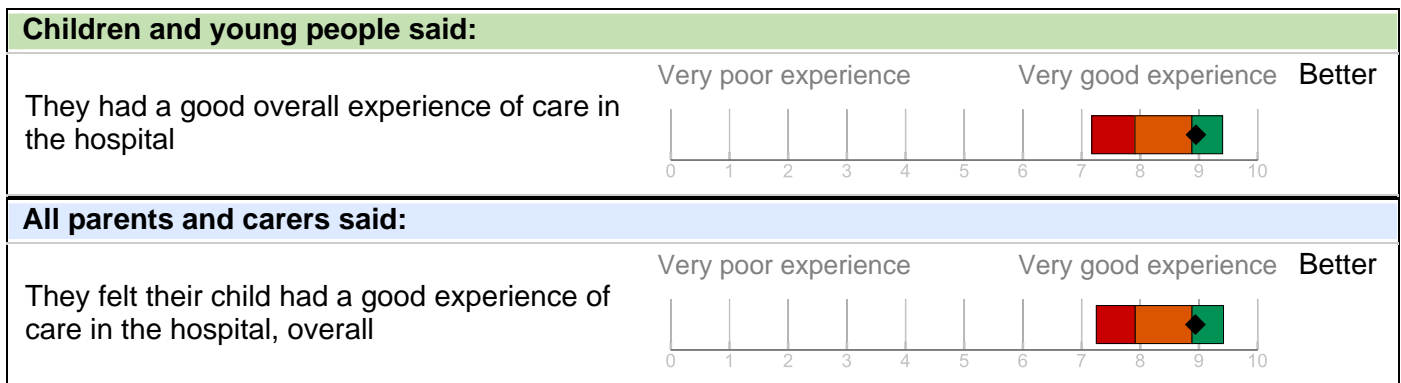 Children and young people said:
Very poor experience Very good experience Better
They had a good overall experience of care in
the hospital
0 1 2 3 4 5 6 7 8 9 10
All parents and carers said:
Very poor experience Very good experience Better
They felt their child had a good experience of
care in the hospital, overall
0 1 2 3 4 5 6 7 8 9 10